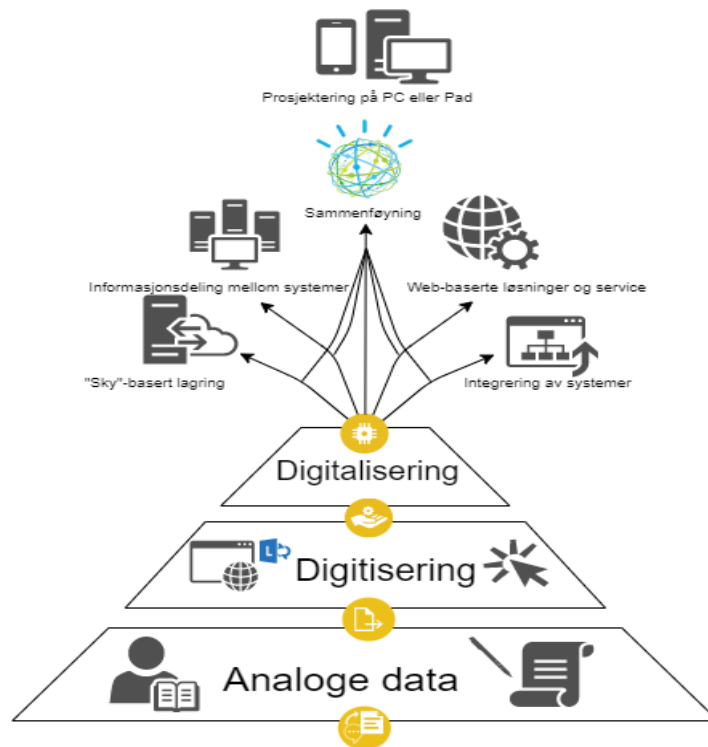 Prosjektering på PC eller Pad
Sammenføyning
Informasjonsdeling mellom systemer
Web-baserte løsninger og service
"Sky"-basert lagring
Integrering av systemer
Digitalisering
L
Digitisering
Analoge data